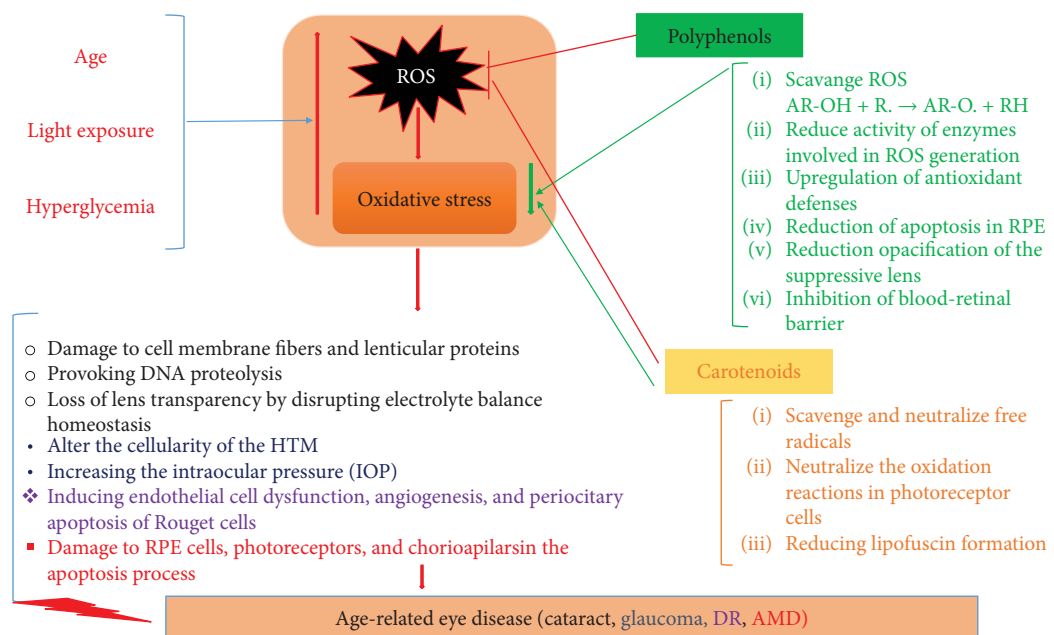 Age
Light exposure
Hyperglycemia
ROS
Oxidative stress
Polyphenols
(i) Scavange ROS
AR-OH + R. → AR-O. + RH
(ii) Reduce activity of enzymes
involved in ROS generation
(iii) Upregulation of antioxidant
defenses
(iv) Reduction of apoptosis in RPE
(v) Reduction opacification of the
suppressive lens
(vi) Inhibition of blood-retinal
barrier
Carotenoids
(i) Scavenge and neutralize free
radicals
(ii) Neutralize the oxidation
reactions in photoreceptor
cells
(iii) Reducing lipofuscin formation
Damage to cell membrane fibers and lenticular proteins
Provoking DNA proteolysis
Loss of lens transparency by disrupting electrolyte balance
homeostasis
Alter the cellularity of the HTM
Increasing the intraocular pressure (IOP)
Inducing endothelial cell dysfunction, angiogenesis, and periocitary
apoptosis of Rouget cells
Damage to RPE cells, photoreceptors, and chorioapilarsin the
apoptosis process
Age-related eye disease (cataract, glaucoma, DR, AMD)